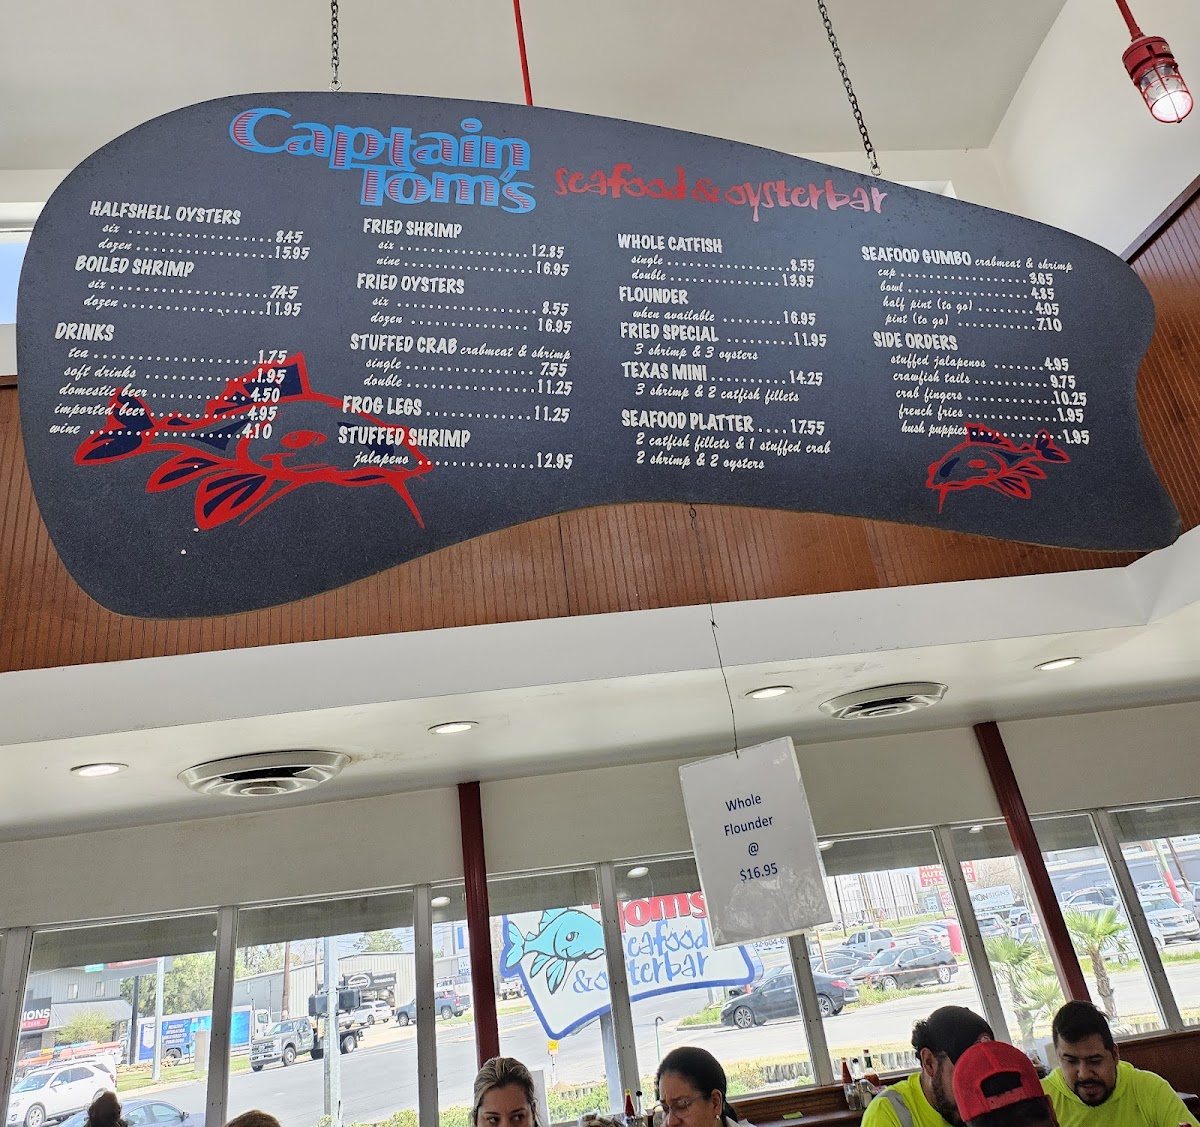 Captain
Tom's
seafood & oysterbar
HALFSHELL OYSTERS
six 8.45
dozen 15.95
BOILED SHRIMP
six 7.45
dozen 11.95
DRINKS
tea 1.75
soft drinks 1.95
domestic beer 4.50
imported beer 4.95
wine 4.10
FRIED SHRIMP
six 12.85
nine 16.95
FRIED OYSTERS
six 8.55
dozen 16.95
STUFFED CRAB crabmeat & shrimp
single 7.55
double 11.25
FROG LEGS 11.25
STUFFED SHRIMP
jalapeno 12.95
WHOLE CATFISH
single 8.55
double 13.95
FLOUNDER
when available 16.95
FRIED SPECIAL 11.95
3 shrimp & 3 oysters
TEXAS MINI 14.25
3 shrimp & 2 catfish fillets
SEAFOOD PLATTER 17.55
2 catfish fillets & 1 stuffed crab
2 shrimp & 2 oysters
SEAFOOD GUMBO crabmeat & shrimp
cup 3.65
bowl 4.85
half pint (to go) 4.05
pint (to go) 7.10
SIDE ORDERS
stuffed jalapenos 4.95
crawfish tails 9.75
crab fingers 10.25
french fries 1.95
hush puppies 1.95
Whole
Flounder
@
$16.95
Toms
seafood
& oysterbar